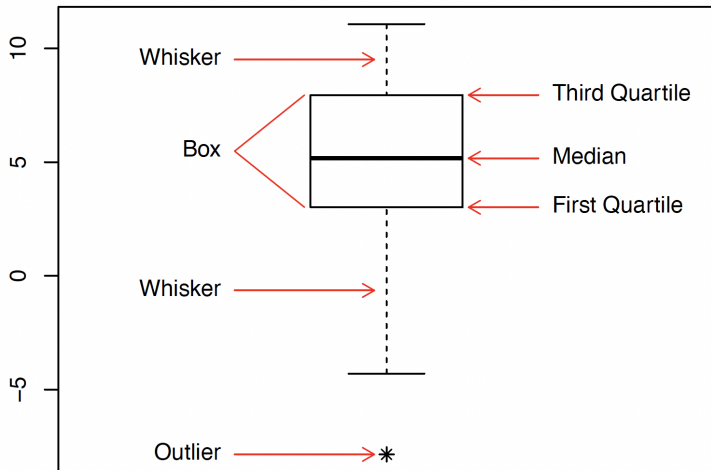 10
Whisker
Third Quartile
Box
5
Median
First Quartile
0
Whisker
−5
Outlier